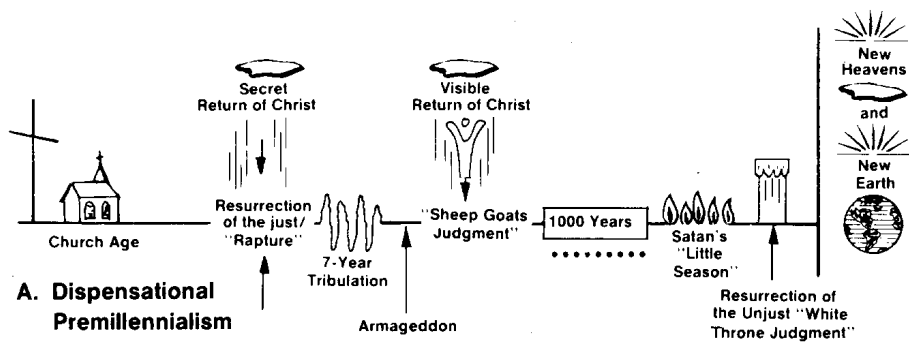 Church Age
Secret
Return of Christ
Resurrection
of the just/
"Rapture"
7-Year
Tribulation
Armageddon
Visible
Return of Christ
"Sheep Goats
Judgment"
1000 Years
Satan's
"Little
Season"
Resurrection of
the Unjust "White
Throne Judgment"
New
Heavens
and
New
Earth
A. Dispensational
Premillennialism